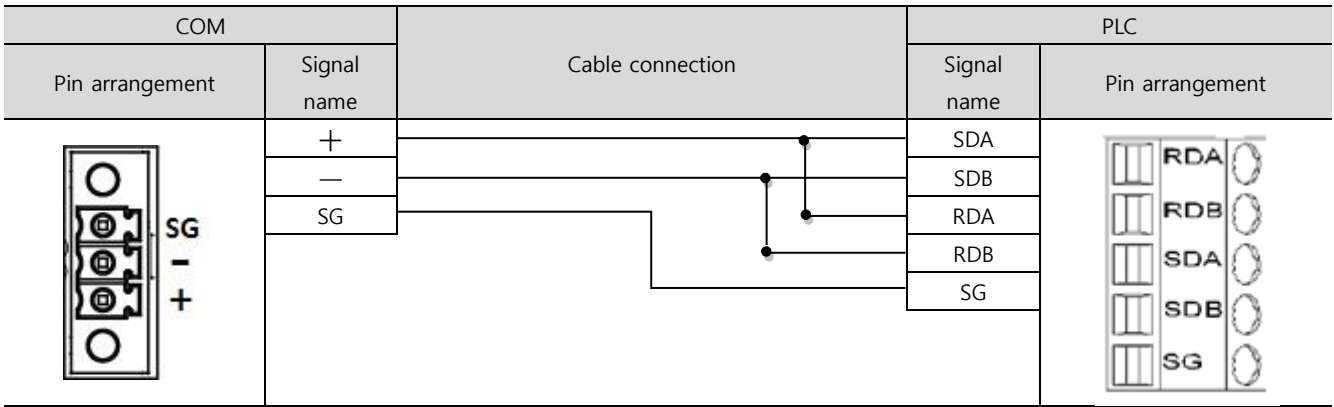 COM
PLC
Pin arrangement
Signal
name
Cable connection
Signal
name
Pin arrangement
+
—
SG
SDA
SDB
RDA
RDB
SG
SG
-
+
RDA
RDB
SDA
SDB
SG